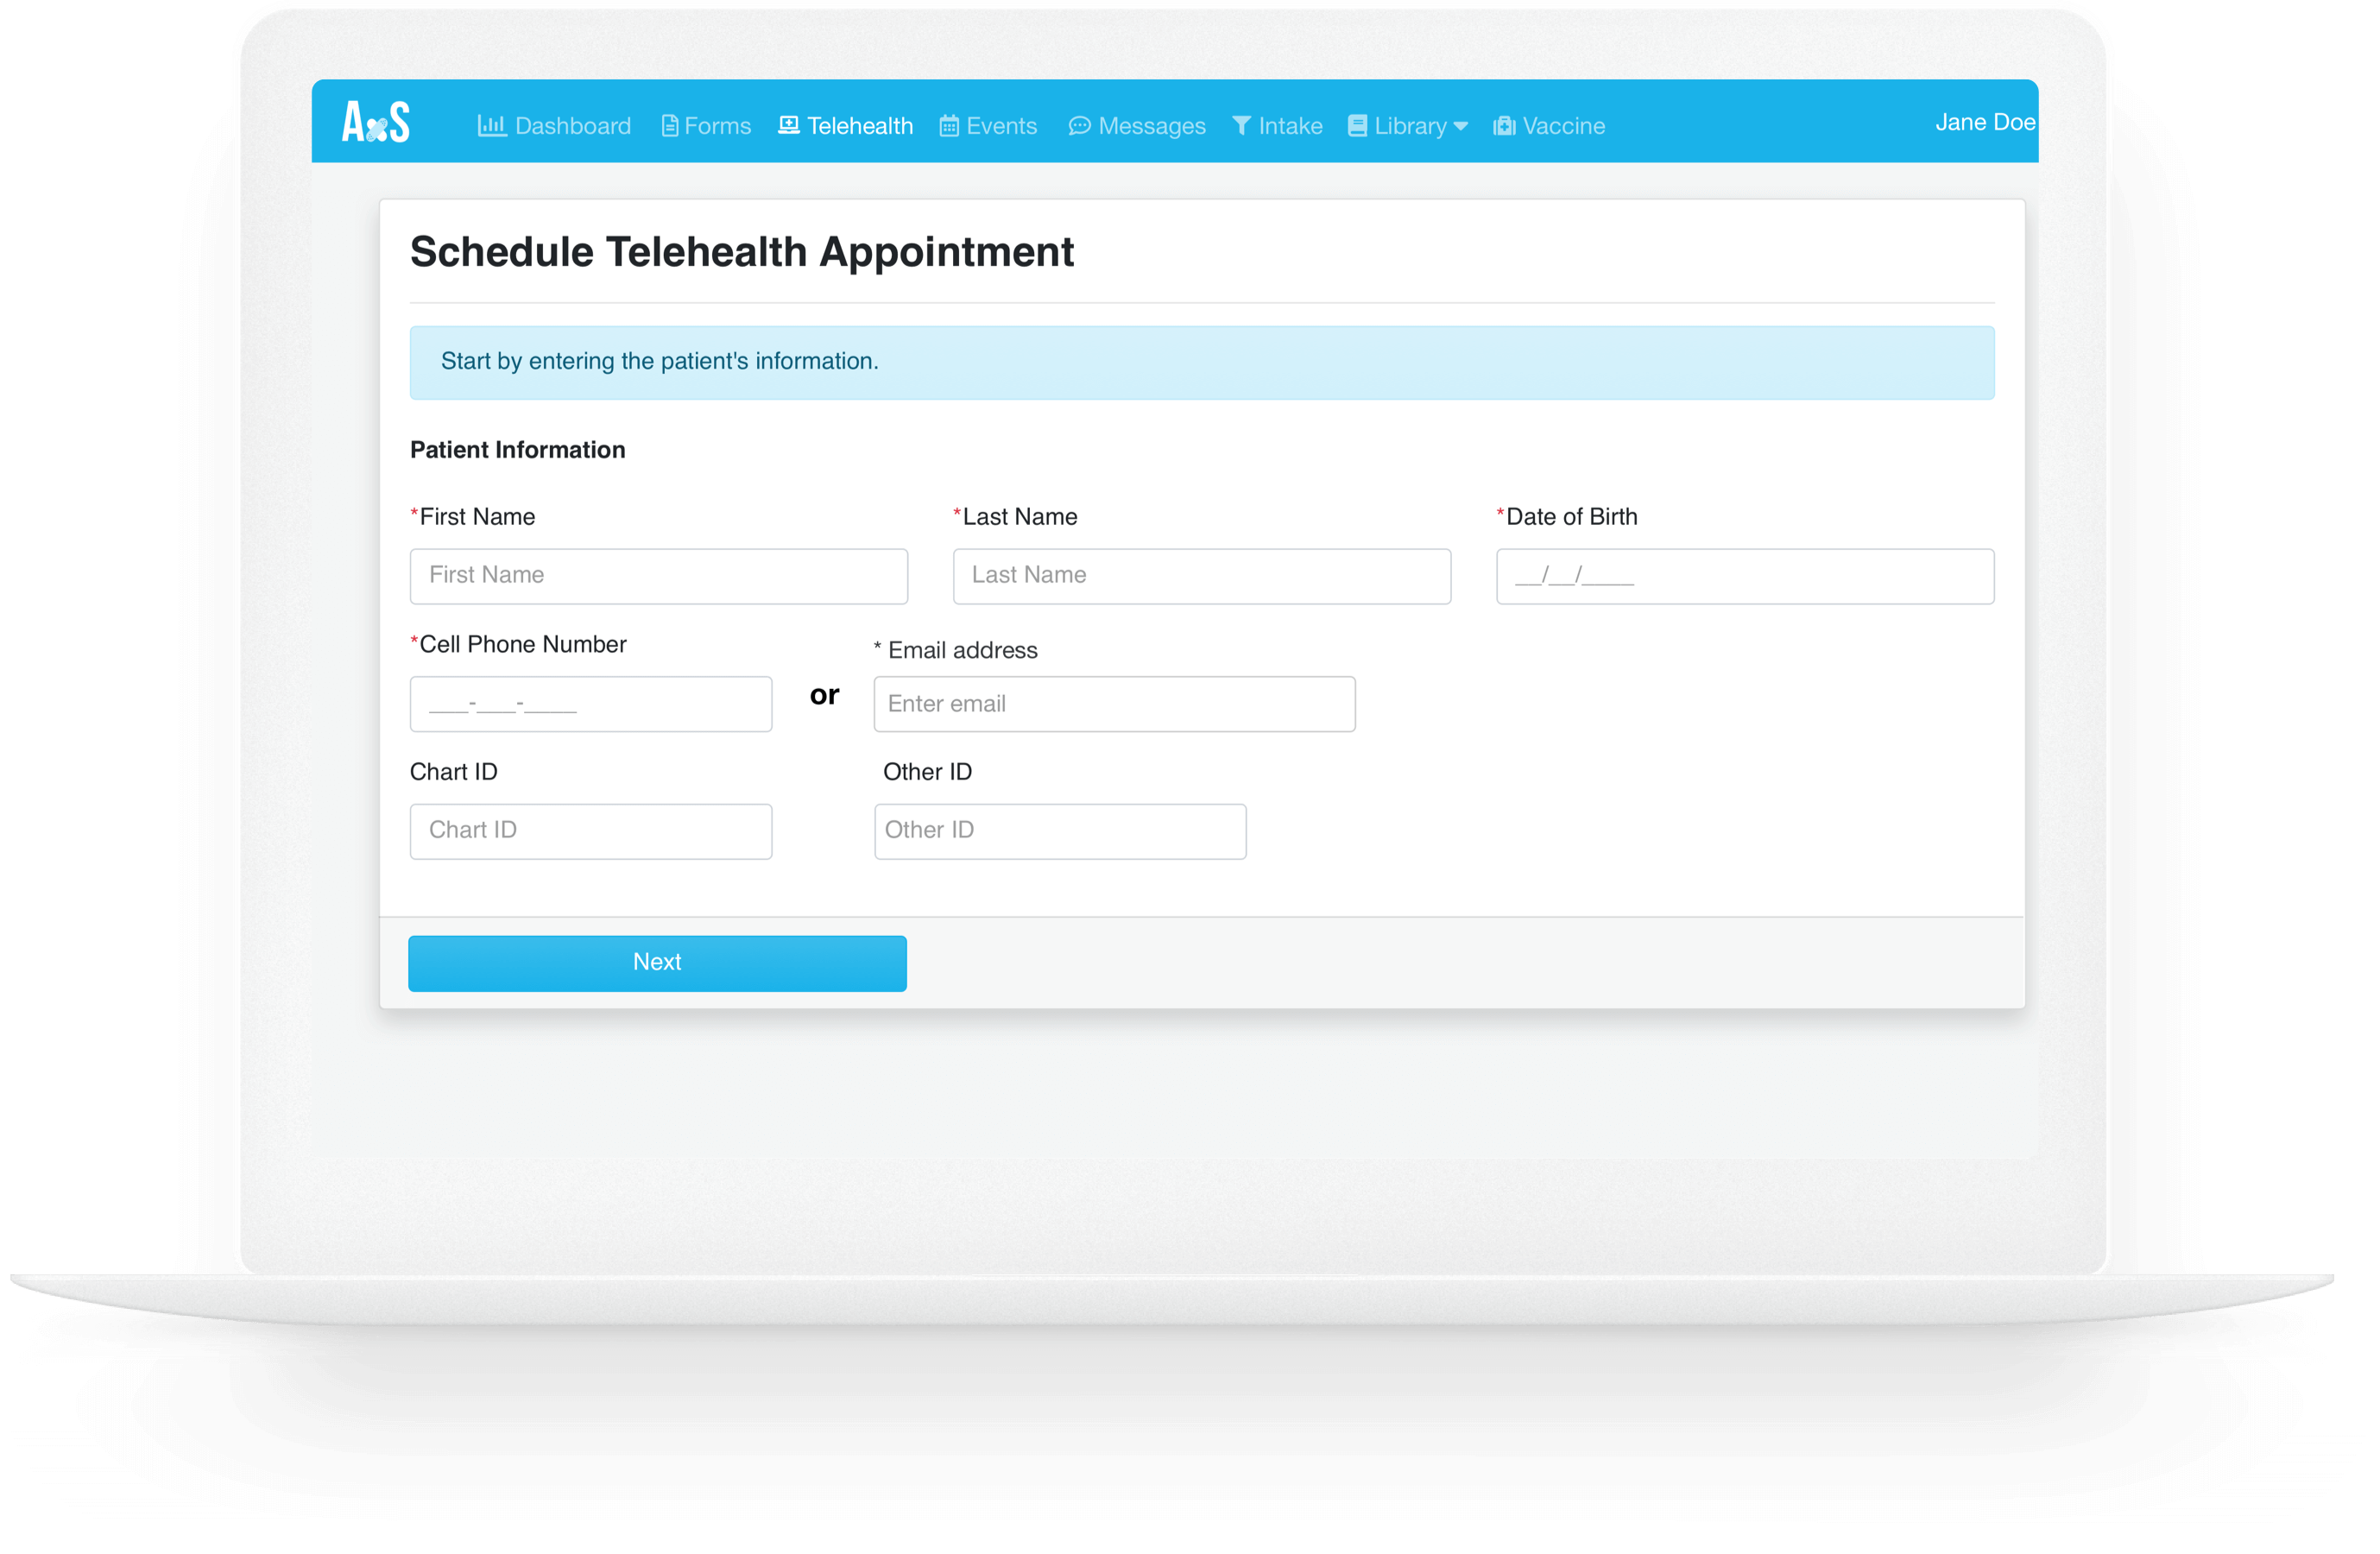 AxS Dashboard Forms Telehealth Events Messages Intake Library Vaccine Jane Doe
Schedule Telehealth Appointment
Start by entering the patient's information.
Patient Information
*First Name *Last Name *Date of Birth
First Name Last Name __/__/____
*Cell Phone Number * Email address
___-___-____ or Enter email
Chart ID Other ID
Chart ID Other ID
Next